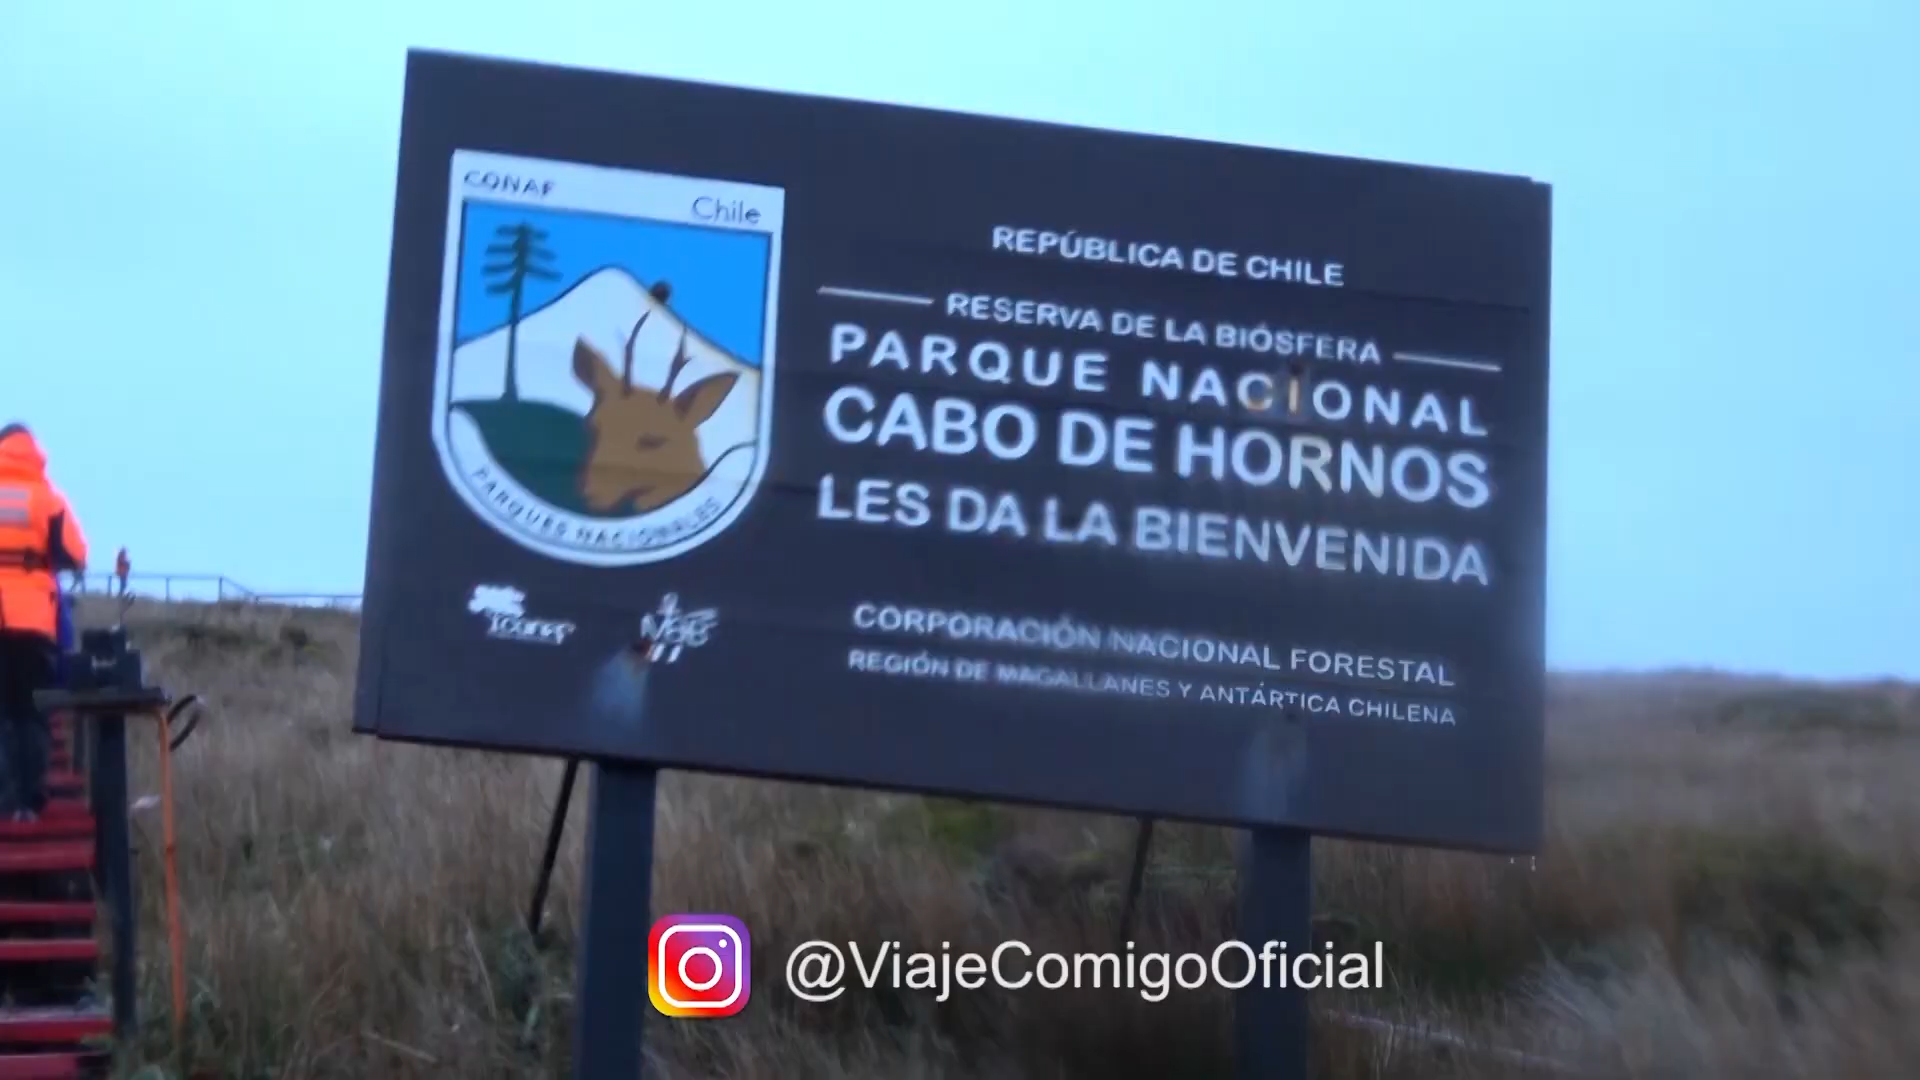 CONAF
Chile
PARQUES NACIONALES
REPÚBLICA DE CHILE
RESERVA DE LA BIÓSFERA
PARQUE NACIONAL
CABO DE HORNOS
LES DA LA BIENVENIDA
CORPORACIÓN NACIONAL FORESTAL
REGIÓN DE MAGALLANES Y ANTÁRTICA CHILENA
@ViajeComigoOficial